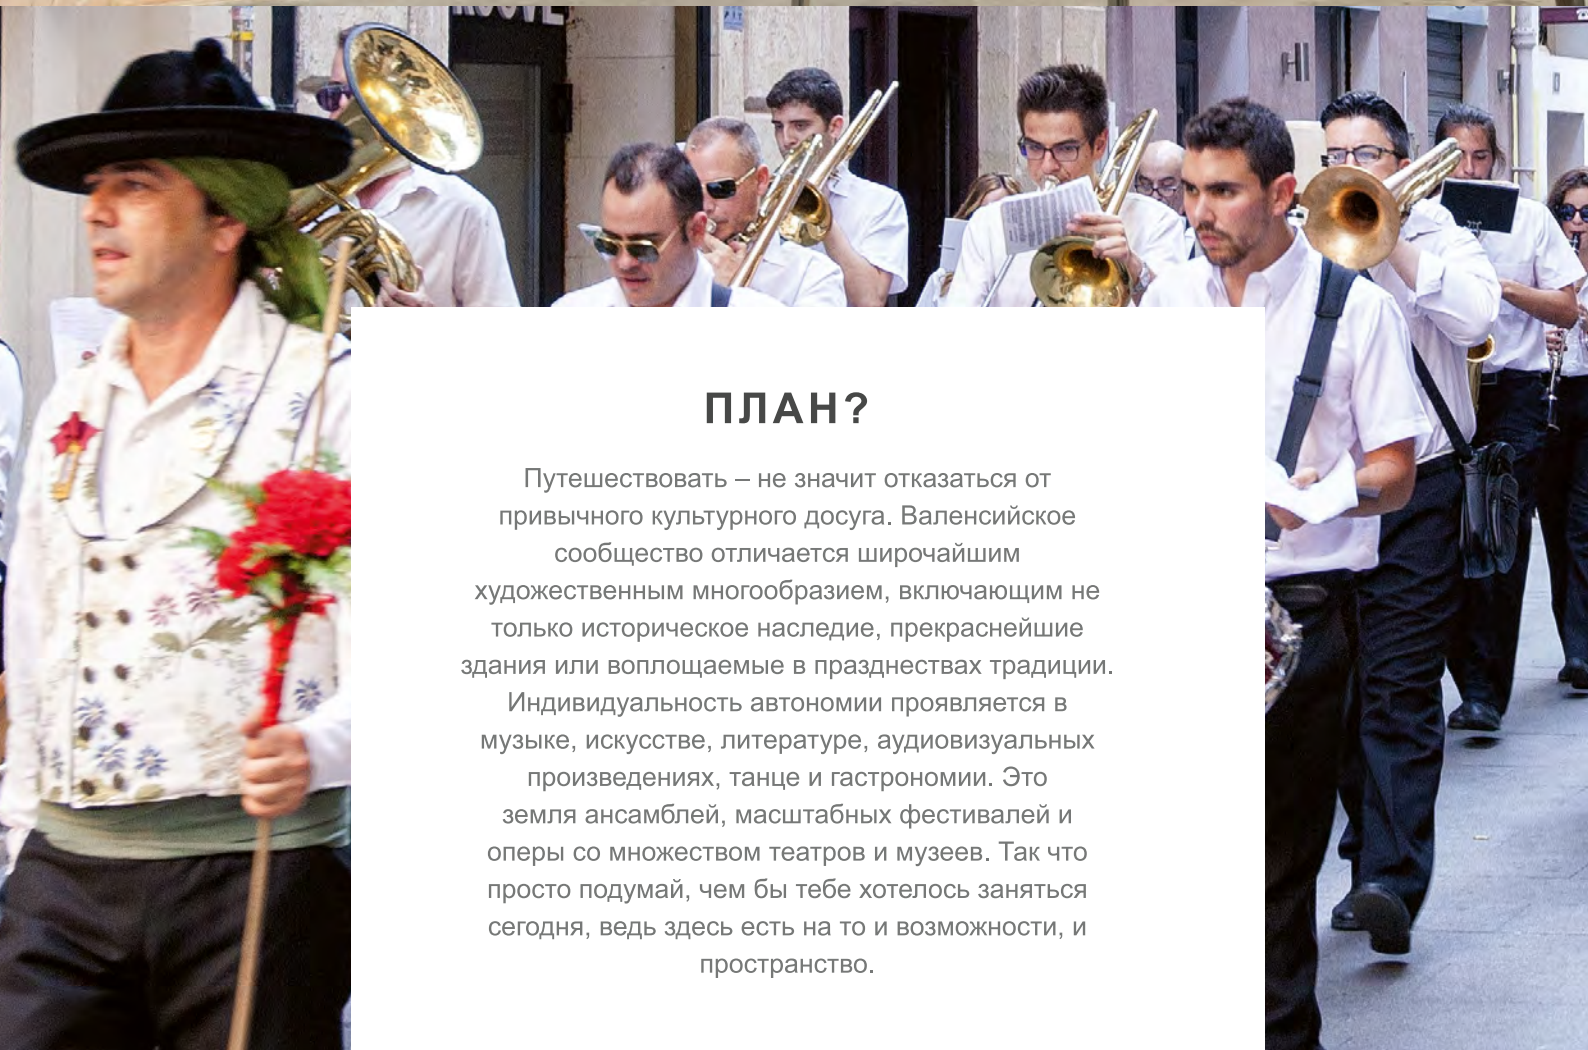 ПЛАН?
Путешествовать – не значит отказаться от
привычного культурного досуга. Валенсийское
сообщество отличается широчайшим
художественным многообразием, включающим не
только историческое наследие, прекраснейшие
здания или воплощаемые в празднествах традиции.
Индивидуальность автономии проявляется в
музыке, искусстве, литературе, аудиовизуальных
произведениях, танце и гастрономии. Это
земля ансамблей, масштабных фестивалей и
оперы со множеством театров и музеев. Так что
просто подумай, чем бы тебе хотелось заняться
сегодня, ведь здесь есть на то и возможности, и
пространство.